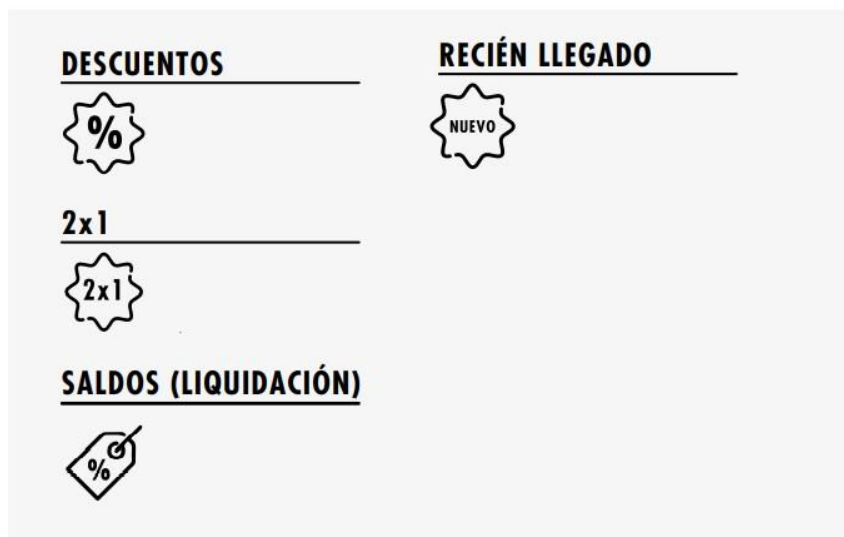 DESCUENTOS
%
2x1
2x1
SALDOS (LIQUIDACIÓN)
%
RECIÉN LLEGADO
NUEVO